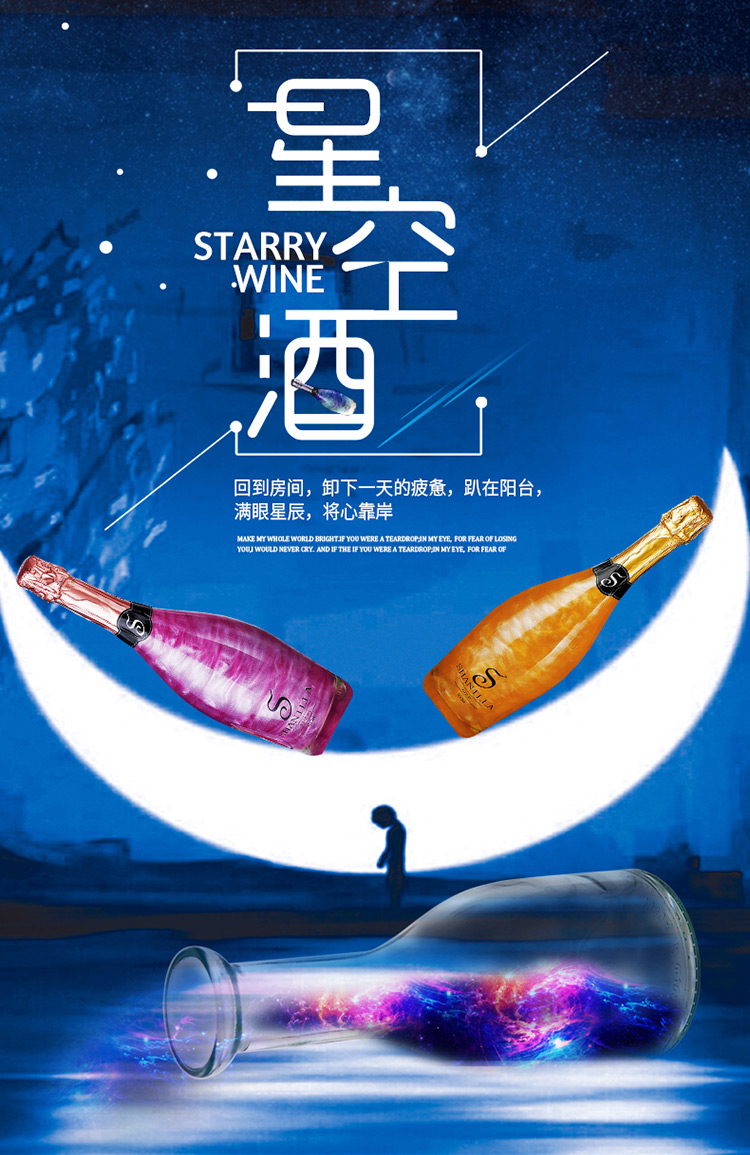 星空酒
STARRY
WINE
回到房间，卸下一天的疲惫，趴在阳台，
满眼星辰，将心靠岸
MAKE MY WHOLE WORLD BRIGHT.IF YOU WERE A TEARDROP;IN MY EYE, FOR FEAR OF LOSING
YOU,I WOULD NEVER CRY. AND IF THE IF YOU WERE A TEARDROP;IN MY EYE, FOR FEAR OF
S
SHANILIA
S
S
SHANILIA
S